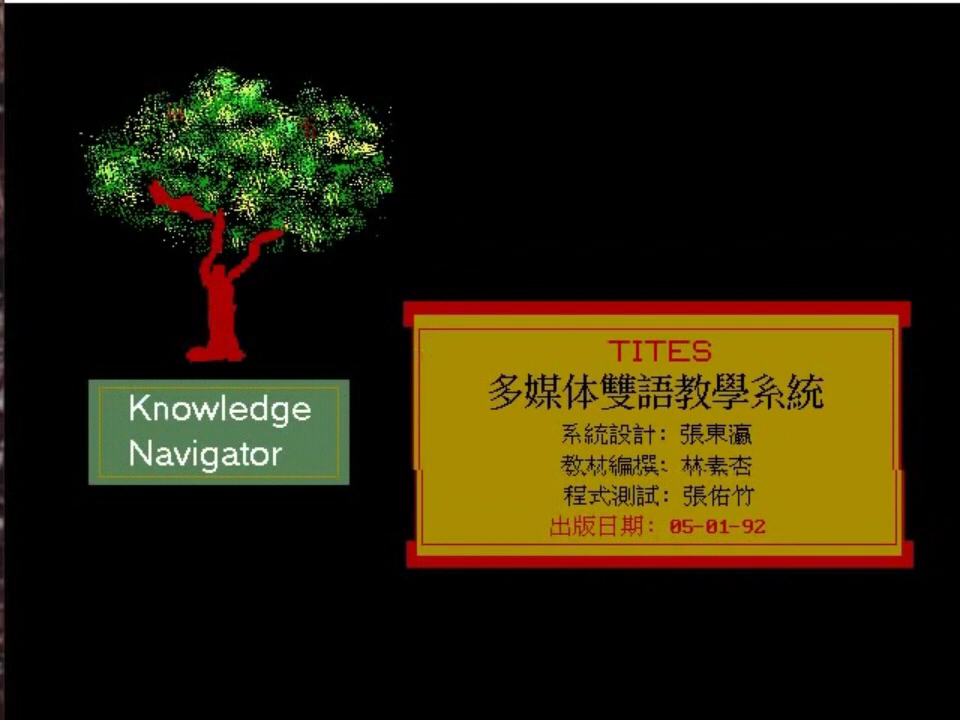 Knowledge
Navigator
TITES
多媒体雙語教學系統
系統設計: 張東瀛
教材編撰: 林素杏
程式測試: 張佑竹
出版日期: 05-01-92